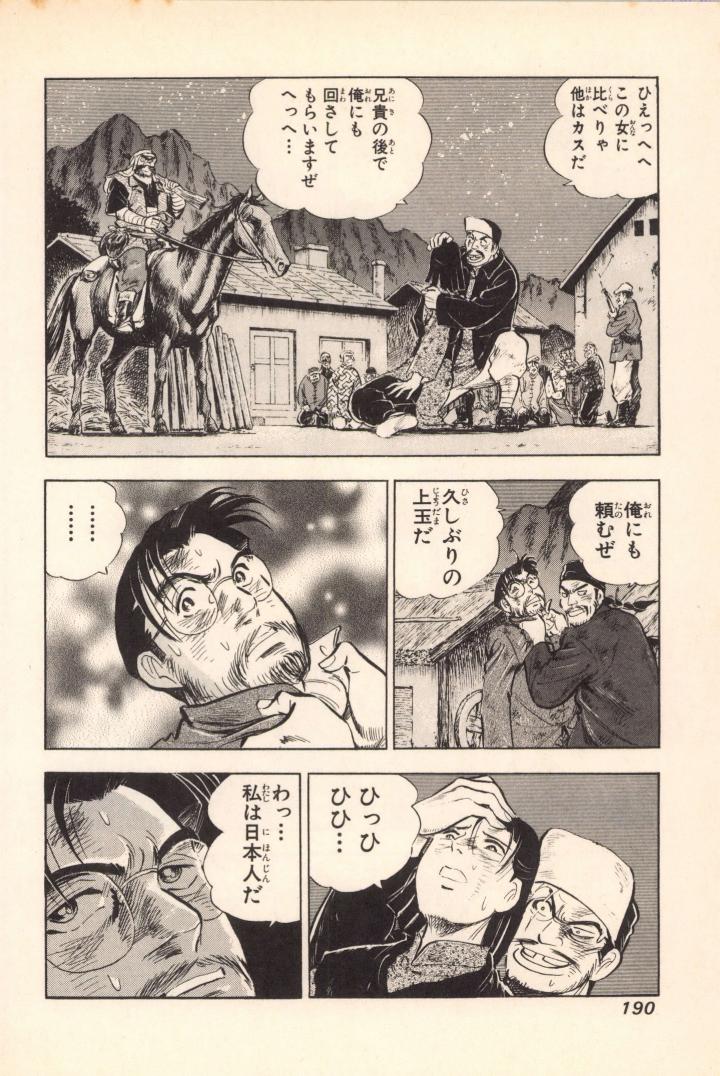 ひえっへへ
この女に
比べりゃ
他はカスだ
兄貴の後で
俺にも
回さして
もらいますぜ
へっへ…
俺にも
頼むぜ
久しぶりの
上玉だ
……
……
ひっひ
ひひ…
わっ…
私は日本人だ
190